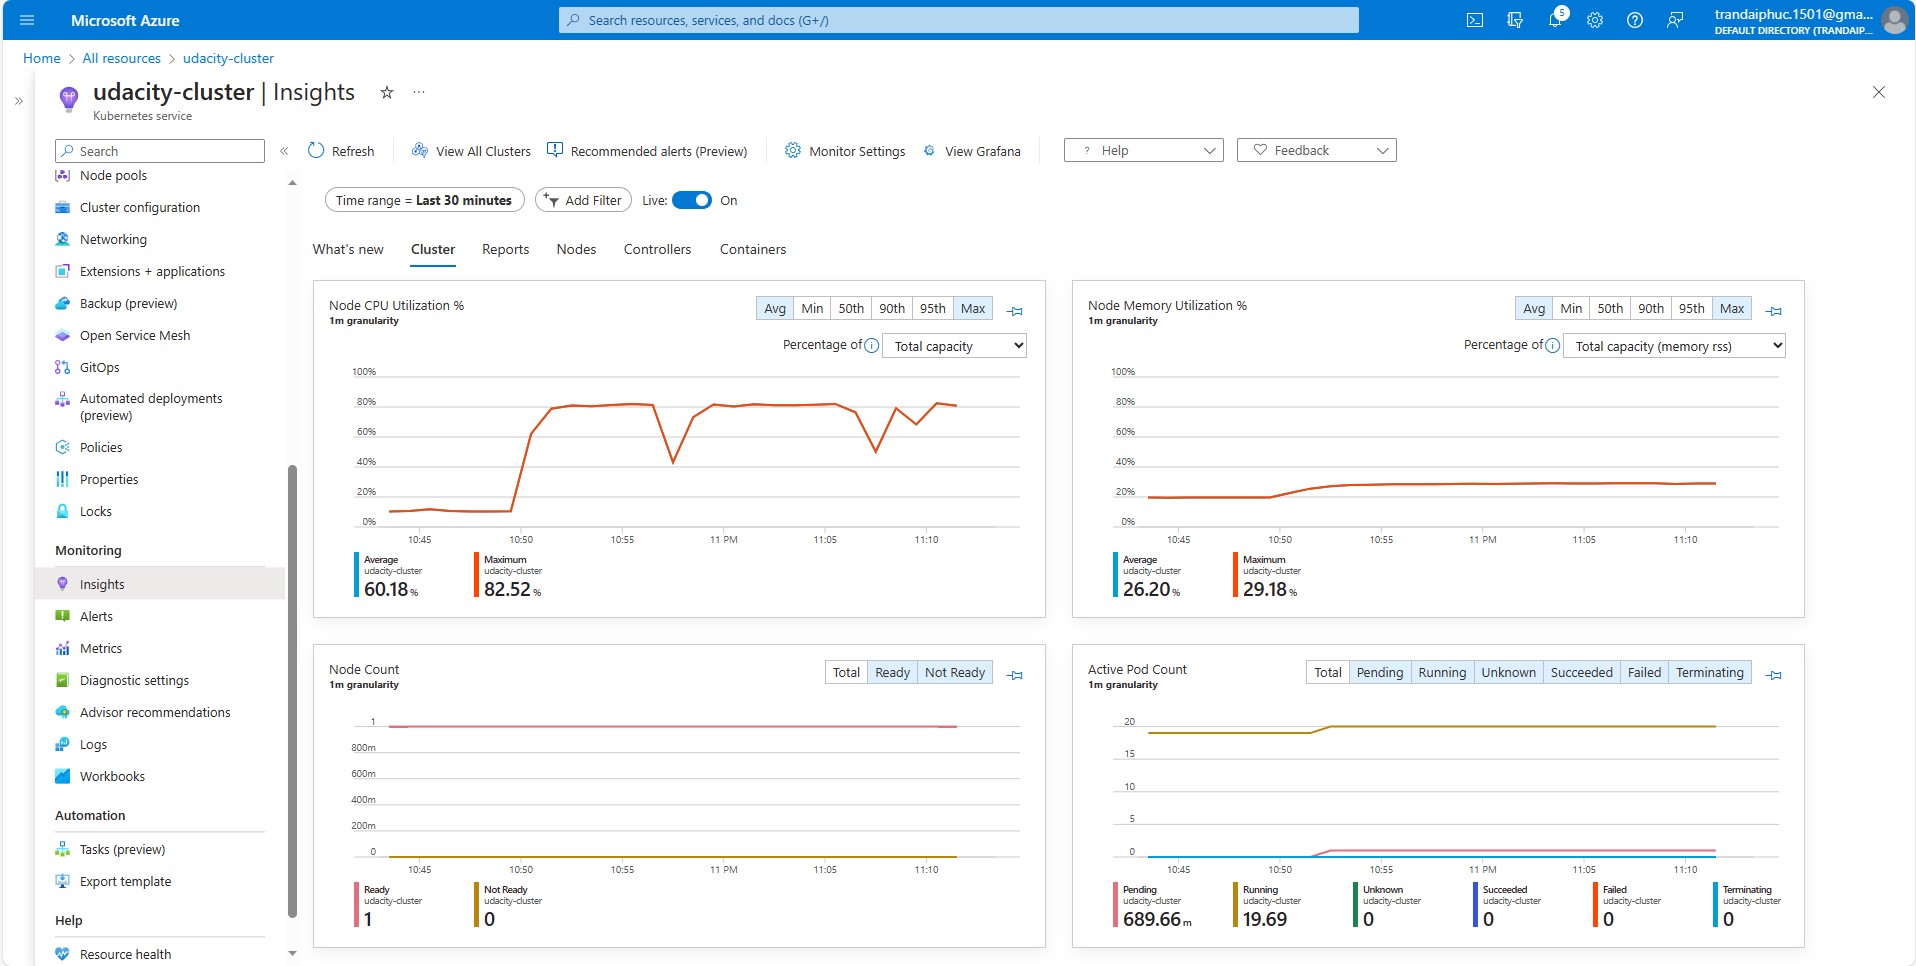 Microsoft Azure
Search resources, services, and docs (G+/)
5
trandaiphuc.1501@gma...
DEFAULT DIRECTORY (TRANDAIP...
Home > All resources > udacity-cluster
udacity-cluster | Insights
Kubernetes service
Search
Node pools
Cluster configuration
Networking
Extensions + applications
Backup (preview)
Open Service Mesh
GitOps
Automated deployments
(preview)
Policies
Properties
Locks
Monitoring
Insights
Alerts
Metrics
Diagnostic settings
Advisor recommendations
Logs
Workbooks
Automation
Tasks (preview)
Export template
Help
Resource health
Refresh View All Clusters Recommended alerts (Preview) Monitor Settings View Grafana ? Help Feedback
Time range = Last 30 minutes Add Filter Live: On
What's new Cluster Reports Nodes Controllers Containers
Node CPU Utilization %
1m granularity
Avg Min 50th 90th 95th Max
Percentage of Total capacity
100%
80%
60%
40%
20%
0%
10:45 10:50 10:55 11 PM 11:05 11:10
Average
udacity-cluster
60.18 %
Maximum
udacity-cluster
82.52 %
Node Memory Utilization %
1m granularity
Avg Min 50th 90th 95th Max
Percentage of Total capacity (memory rss)
100%
80%
60%
40%
20%
0%
10:45 10:50 10:55 11 PM 11:05 11:10
Average
udacity-cluster
26.20 %
Maximum
udacity-cluster
29.18 %
Node Count
1m granularity
Total Ready Not Ready
1
800m
600m
400m
200m
0
10:45 10:50 10:55 11 PM 11:05 11:10
Ready
udacity-cluster
1
Not Ready
udacity-cluster
0
Active Pod Count
1m granularity
Total Pending Running Unknown Succeeded Failed Terminating
20
15
10
5
0
10:45 10:50 10:55 11 PM 11:05 11:10
Pending
udacity-cluster
689.66 m
Running
udacity-cluster
19.69
Unknown
udacity-cluster
0
Succeeded
udacity-cluster
0
Failed
udacity-cluster
0
Terminating
udacity-cluster
0